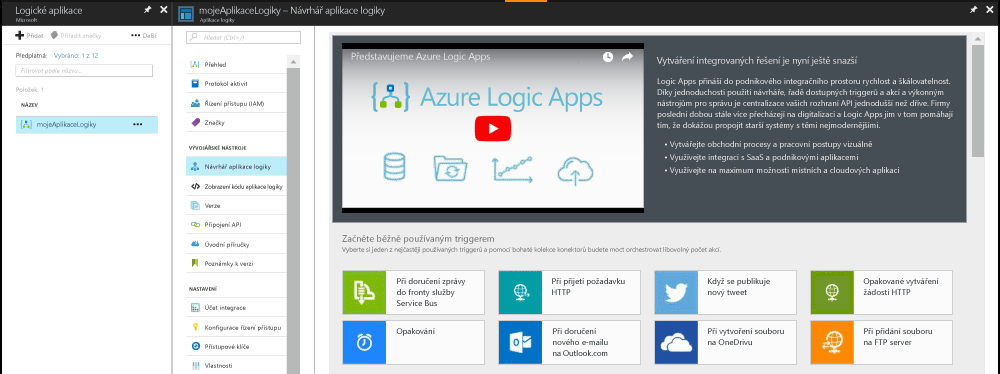 Logické aplikace
Microsoft
Přidat
Přiřadit značky
Další
Předplatná: Vybráno: 1 z 12
Filtrovat podle názvu...
Položek: 1
NÁZEV
mojeAplikaceLogiky
mojeAplikaceLogiky – Návrhář aplikace logiky
Aplikace logiky
Hledat (Ctrl+/)
Přehled
Protokol aktivit
Řízení přístupu (IAM)
Značky
VÝVOJÁŘSKÉ NÁSTROJE
Návrhář aplikace logiky
Zobrazení kódu aplikace logiky
Verze
Připojení API
Úvodní příručky
Poznámky k verzi
NASTAVENÍ
Účet integrace
Konfigurace řízení přístupu
Přístupové klíče
Vlastnosti
Představujeme Azure Logic Apps
Azure Logic Apps
Vytváření integrovaných řešení je nyní ještě snazší
Logic Apps přináší do podnikového integračního prostoru rychlost a škálovatelnost.
Díky jednoduchosti použití návrháře, řadě dostupných triggerů a akcí a výkonným
nástrojům pro správu je centralizace vašich rozhraní API jednodušší než dříve. Firmy
poslední dobou stále více přecházejí na digitalizaci a Logic Apps jim v tom pomáhají
tím, že dokážou propojit starší systémy s těmi nejmodernějšími.
• Vytvářejte obchodní procesy a pracovní postupy vizuálně
• Využívejte integraci s SaaS a podnikovými aplikacemi
• Využívejte na maximum možnosti místních a cloudových aplikací
Začněte běžně používaným triggerem
Vyberte si jeden z nejčastěji používaných triggerů a pomocí bohaté kolekce konektorů budete moct orchestrovat libovolný počet akcí.
Při doručení zprávy
do fronty služby
Service Bus
Při přijetí požadavku
HTTP
Když se publikuje
nový tweet
Opakované vytváření
žádostí HTTP
Opakování
Při doručení
nového e-mailu
na Outlook.com
Při vytvoření souboru
na OneDrivu
Při přidání souboru
na FTP server